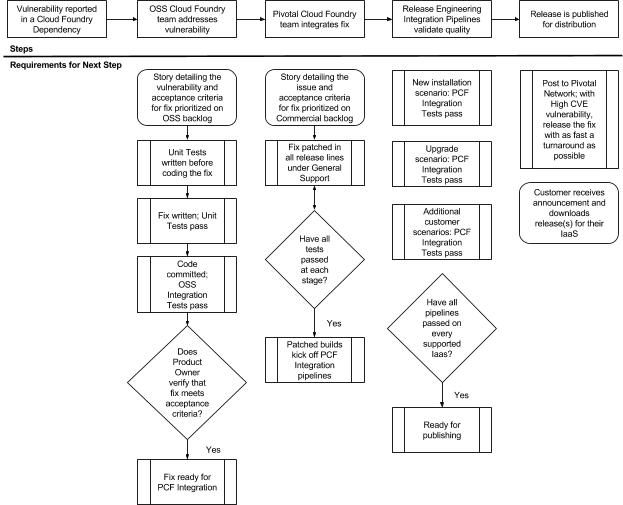 Vulnerability reported
in a Cloud Foundry
Dependency
OSS Cloud Foundry
team addresses
vulnerability
Pivotal Cloud Foundry
team integrates fix
Release Engineering
Integration Pipelines
validate quality
Release is published
for distribution
Steps
Requirements for Next Step
Story detailing the
vulnerability and
acceptance criteria
for fix prioritized on
OSS backlog
Unit Tests
written before
coding the fix
Fix written; Unit
Tests pass
Code
committed;
OSS
Integration
Tests pass
Does
Product
Owner
verify that
fix meets
acceptance
criteria?
Yes
Fix ready for
PCF Integration
Story detailing the
issue and
acceptance criteria
for fix prioritized on
Commercial backlog
Fix patched in
all release lines
under General
Support
Have all
tests
passed
at each
stage?
Yes
Patched builds
kick off PCF
Integration
pipelines
New installation
scenario: PCF
Integration
Tests pass
Upgrade
scenario: PCF
Integration
Tests pass
Additional
customer
scenarios: PCF
Integration
Tests pass
Have all
pipelines
passed on
every
supported
Iaas?
Yes
Ready for
publishing
Post to Pivotal
Network; with
High CVE
vulnerability,
release the fix
with as fast a
turnaround as
possible
Customer receives
announcement and
downloads
release(s) for their
IaaS